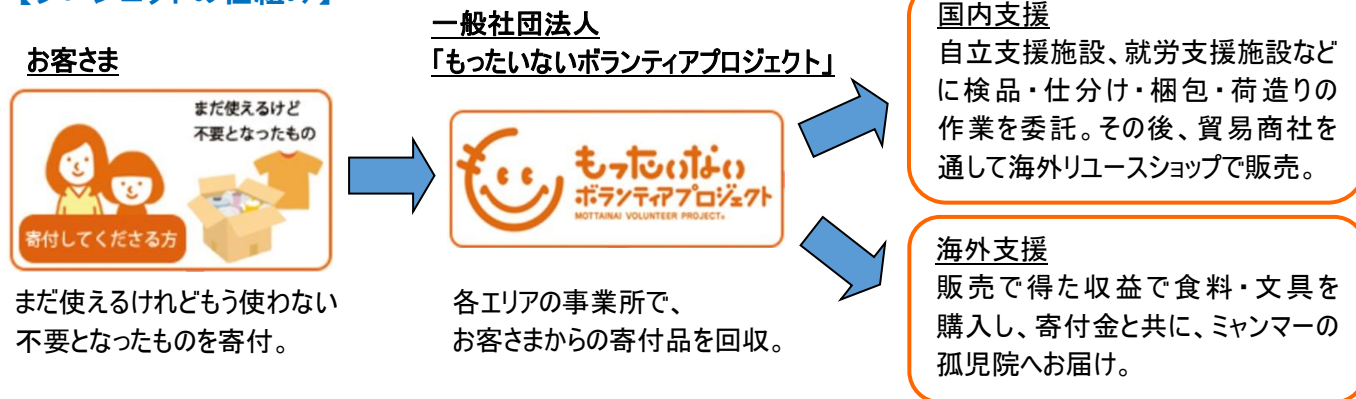 お客さま
まだ使えるけど
不要となったもの
寄付してくださる方
まだ使えるけれどもう使わない
不要となったものを寄付。
一般社団法人
「もったいないボランティアプロジェクト」
もったいない
ボランティアプロジェクト
MOTTAINAI VOLUNTEER PROJECT.
各エリアの事業所で、
お客さまからの寄付品を回収。
国内支援
自立支援施設、就労支援施設など
に検品・仕分け・梱包・荷造りの
作業を委託。その後、貿易商社を
通して海外リユースショップで販売。
海外支援
販売で得た収益で食料・文具を
購入し、寄付金と共に、ミャンマーの
孤児院へお届け。